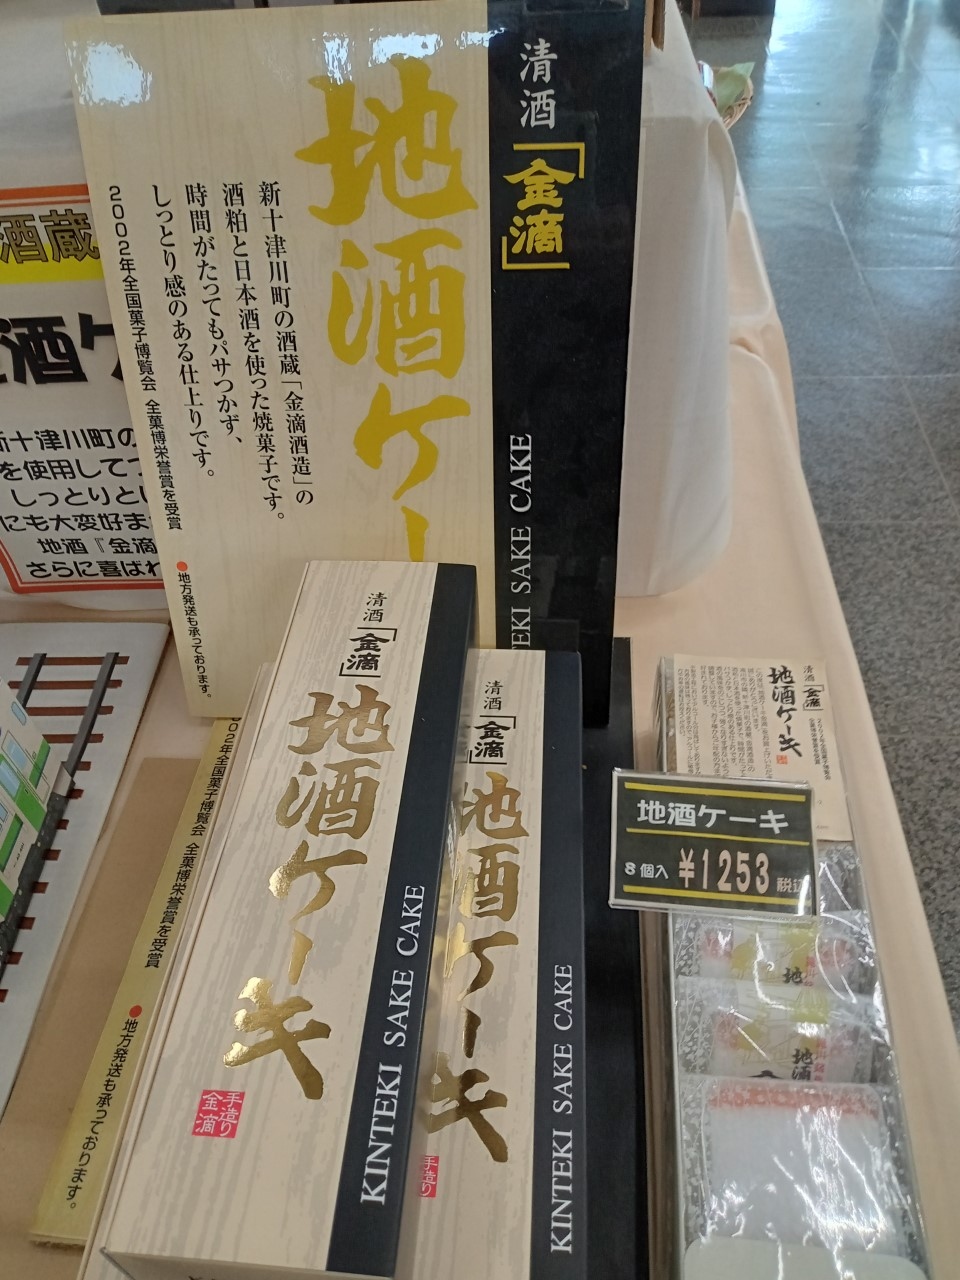 清酒
「金滴」
地酒ケー
新十津川町の酒蔵「金滴酒造」の
酒粕と日本酒を使った焼菓子です。
時間がたってもパサつかず、
しっとり感のある仕上りです。
2002年全国菓子博覧会 全菓博栄誉賞を受賞
●地方発送も承っております。
TEKI SAKE CAKE
酒蔵
酒ケ
新十津川町の
を使用して
しっとりとし
にも大変好ま
地酒『金滴
さらに喜ばれ
02年全国菓子博覧会 全菓博栄誉賞を受賞
●地方発送も承っております。
清酒
「金滴」
地酒ケーキ
手造り
金滴
KINTEKI SAKE CAKE
清酒
「金滴」
地酒ケーキ
手造り
KINTEKI SAKE CAKE
清酒
「金滴」
地酒ケーキ
地酒ケーキ
8個入 ¥1253 税込
地
地酒